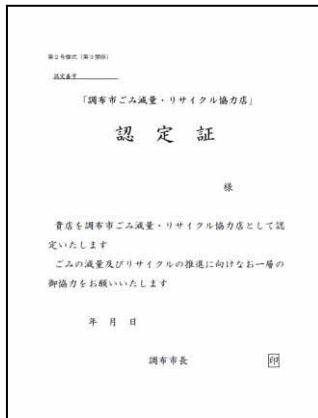 第2号様式（第3関係）
認定番号
「調布市ごみ減量・リサイクル協力店」
認定証
様
貴店を調布市ごみ減量・リサイクル協力店として認
定いたします
ごみの減量及びリサイクルの推進に向けなお一層の
御協力をお願いいたします
年 月 日
調布市長 印